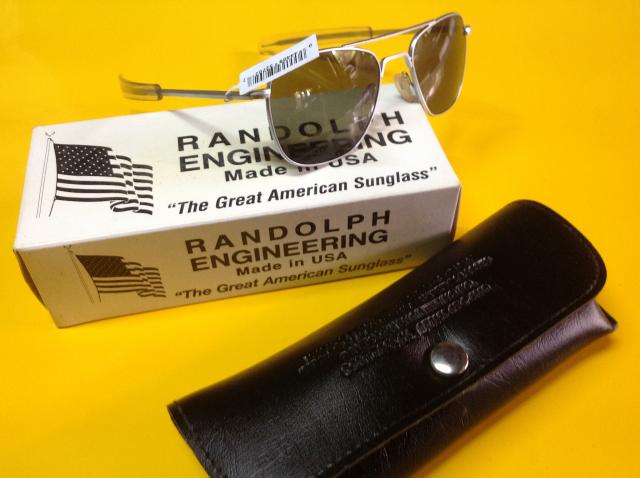 RANDOLPH
ENGINEERING
Made in USA
"The Great American Sunglass"
RANDOLPH
ENGINEERING
Made in USA
"The Great American Sunglass"